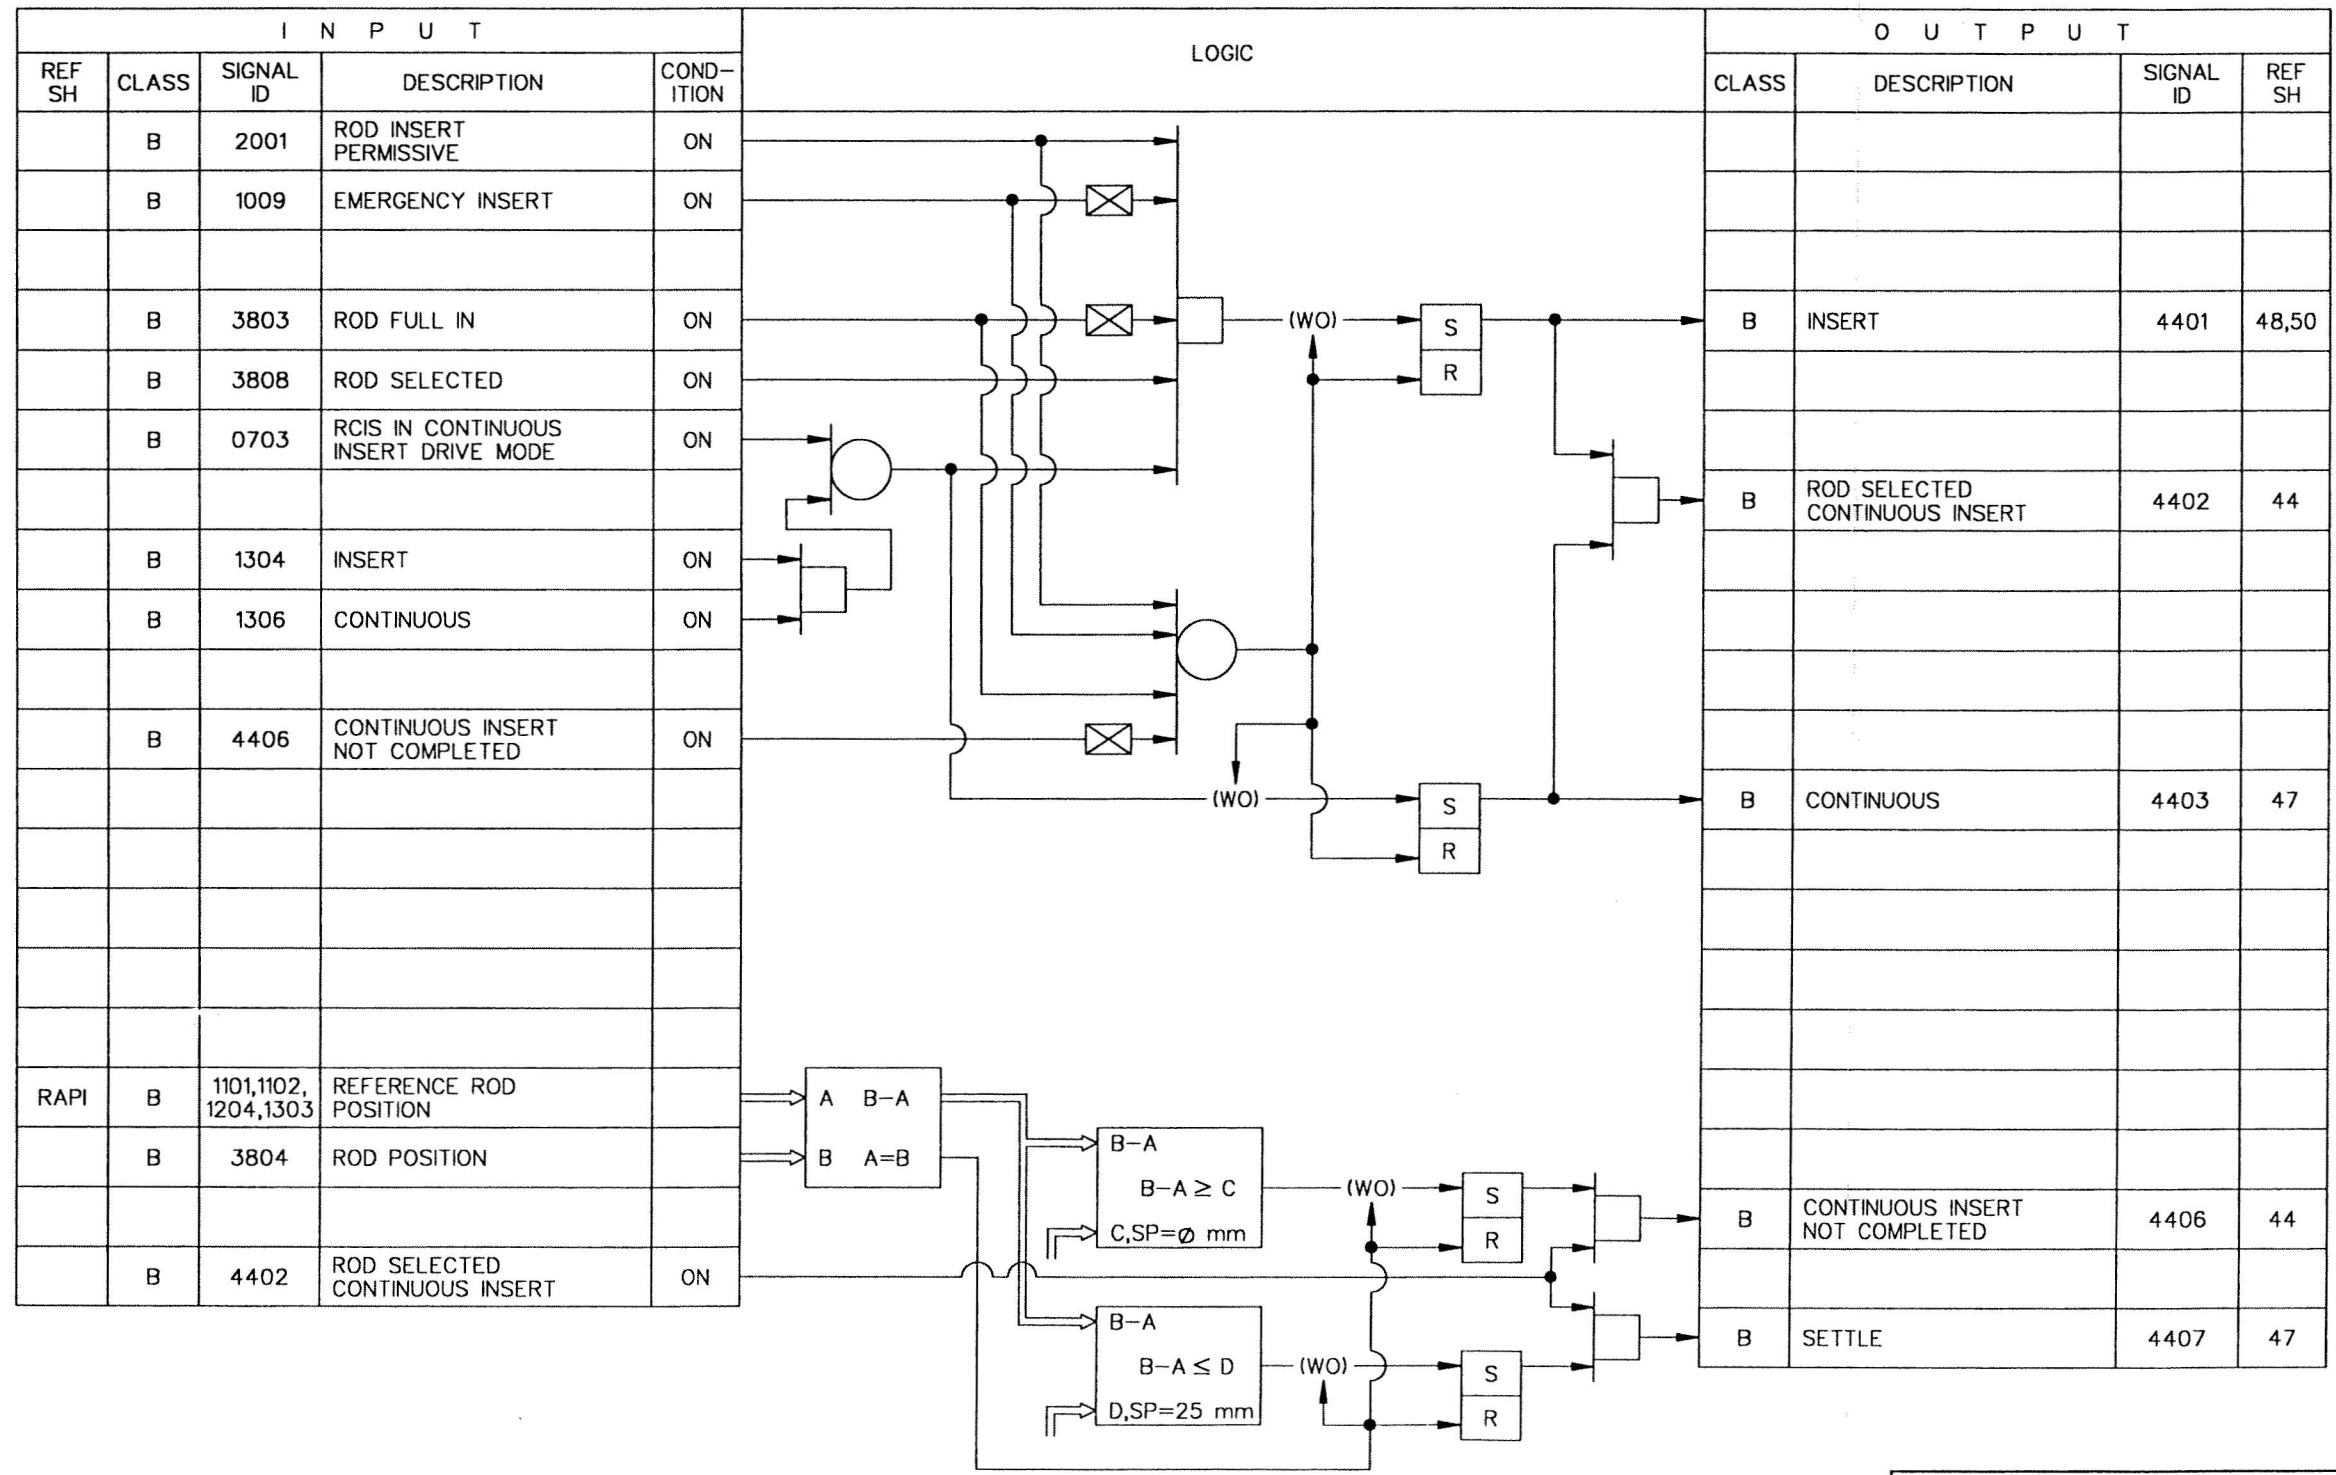 I N P U T
LOGIC
O U T P U T
REF
SH
CLASS
SIGNAL
ID
DESCRIPTION
COND-
ITION
CLASS
DESCRIPTION
SIGNAL
ID
REF
SH
B 2001 ROD INSERT
PERMISSIVE ON
B 1009 EMERGENCY INSERT ON
B 3803 ROD FULL IN ON
(WO) S
R
B INSERT 4401 48,50
B 3808 ROD SELECTED ON
B 0703 RCIS IN CONTINUOUS
INSERT DRIVE MODE ON
B ROD SELECTED
CONTINUOUS INSERT 4402 44
B 1304 INSERT ON
B 1306 CONTINUOUS ON
B 4406 CONTINUOUS INSERT
NOT COMPLETED ON
(WO) S
R
B CONTINUOUS 4403 47
RAPI B 1101,1102,
1204,1303 REFERENCE ROD
POSITION
A B-A
B 3804 ROD POSITION
B A=B
B-A
B-A ≥ C
C,SP=Ø mm
(WO) S
R
B CONTINUOUS INSERT
NOT COMPLETED 4406 44
B 4402 ROD SELECTED
CONTINUOUS INSERT ON
B-A
B-A ≤ D
D,SP=25 mm
(WO) S
R
B SETTLE 4407 47